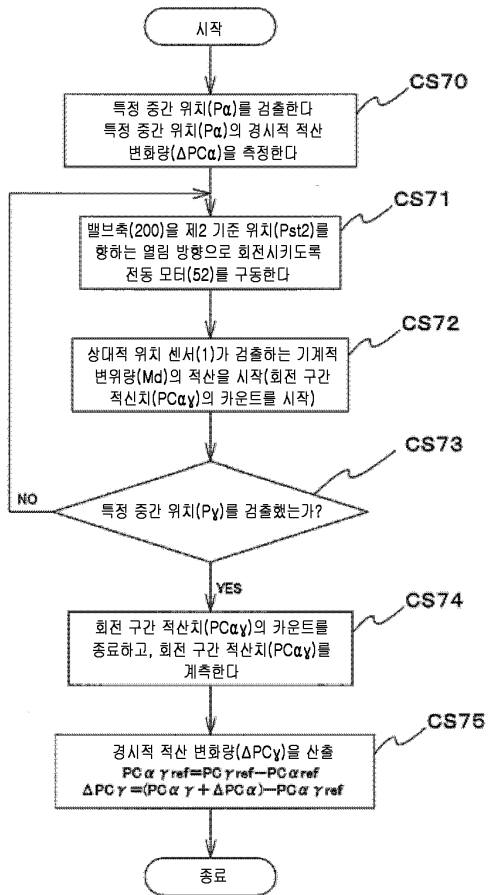 시작
CS70
특정 중간 위치(Pα)를 검출한다
특정 중간 위치(Pα)의 경시적 적산
변화량(ΔPCα)을 측정한다
CS71
밸브축(200)을 제2 기준 위치(Pst2)를
향하는 열림 방향으로 회전시키도록
전동 모터(52)를 구동한다
CS72
상대적 위치 센서(1)가 검출하는 기계적
변위량(Md)의 적산을 시작(회전 구간
적신치(PCαγ)의 카운트를 시작)
CS73
NO
특정 중간 위치(Pγ)를 검출했는가?
YES
CS74
회전 구간 적산치(PCαγ)의 카운트를
종료하고, 회전 구간 적산치(PCαγ)를
계측한다
CS75
경시적 적산 변화량(ΔPCγ)을 산출
PCαγref=PCγref−PCαref
ΔPCγ=(PCαγ+ΔPCα)−PCαγref
종료